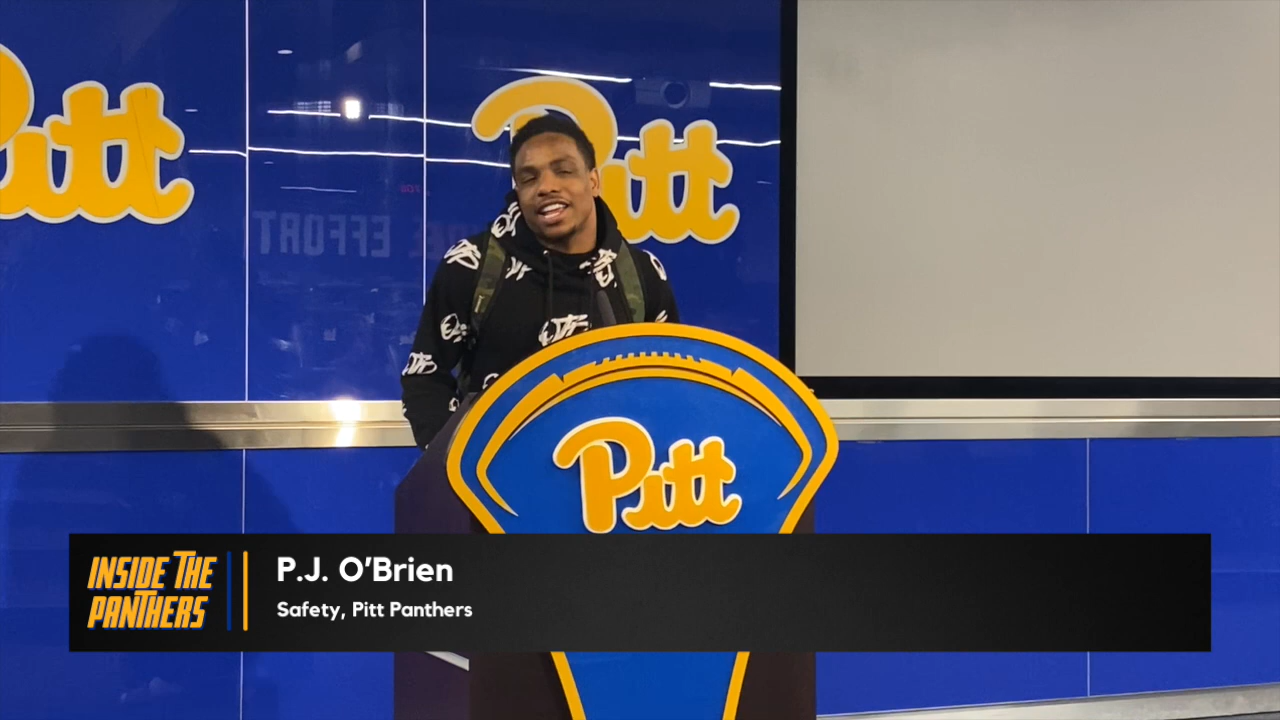 Pitt
Pitt
EFFORT
Pitt
INSIDE THE
PANTHERS
P.J. O'Brien
Safety, Pitt Panthers